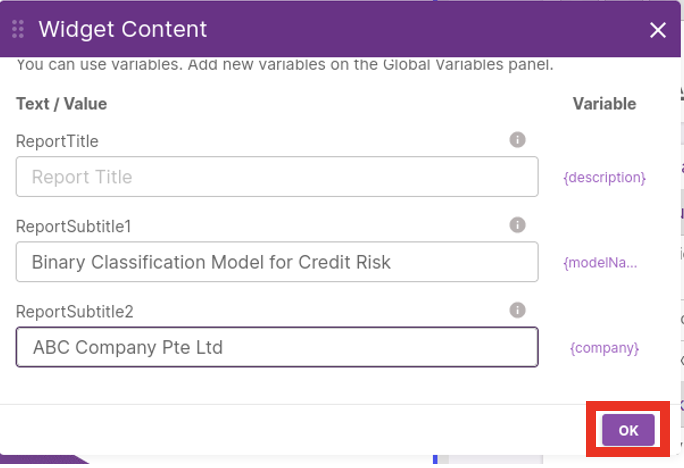 Widget Content
You can use variables. Add new variables on the Global Variables panel.
Text / Value Variable
ReportTitle
Report Title {description}
ReportSubtitle1
Binary Classification Model for Credit Risk {modelNa...
ReportSubtitle2
ABC Company Pte Ltd {company}
OK